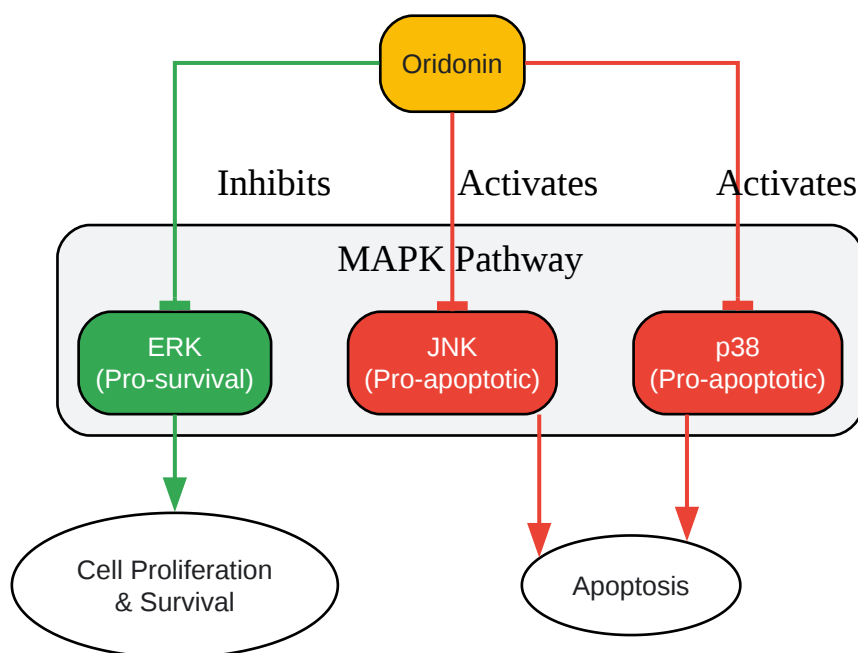 Oridonin
Inhibits
Activates
Activates
MAPK Pathway
ERK
(Pro-survival)
JNK
(Pro-apoptotic)
p38
(Pro-apoptotic)
Cell Proliferation
& Survival
Apoptosis